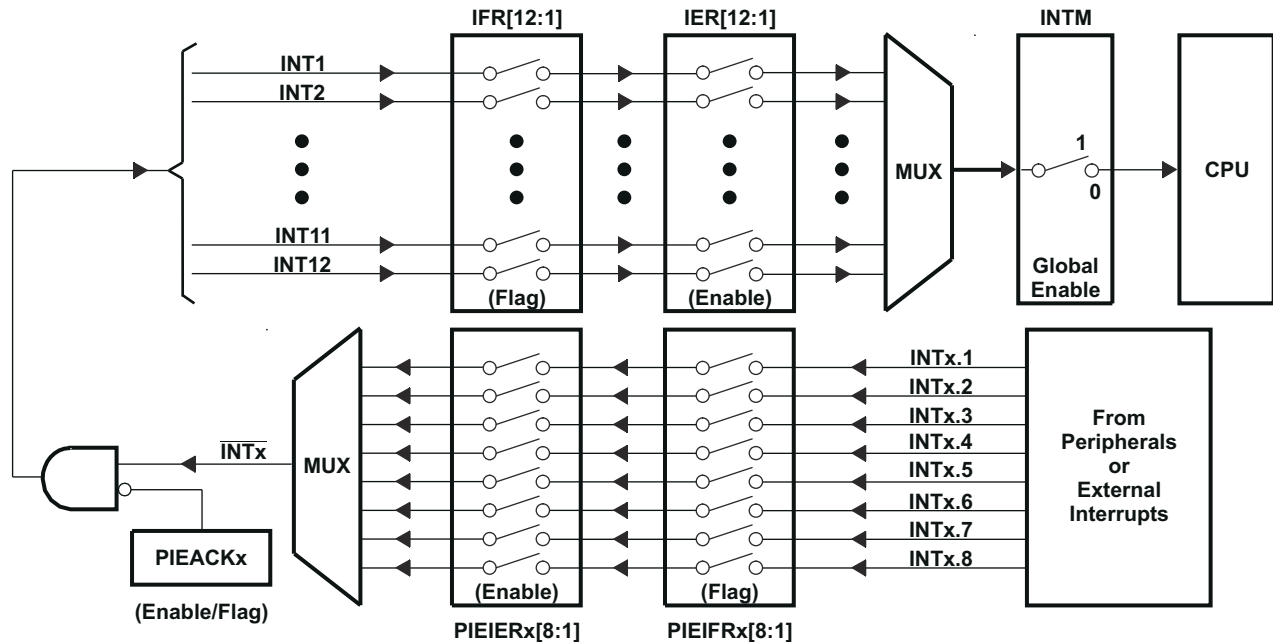 IFR[12:1]
IER[12:1]
INTM
INT1
INT2
MUX
1
0
CPU
INT11
INT12
(Flag)
(Enable)
Global
Enable
INTx.1
INTx.2
INTx.3
INTx.4
INTx.5
INTx.6
INTx.7
INTx.8
From
Peripherals
or
External
Interrupts
INTx
MUX
PIEACKx
(Enable/Flag)
(Enable)
(Flag)
PIEIERx[8:1]
PIEIFRx[8:1]